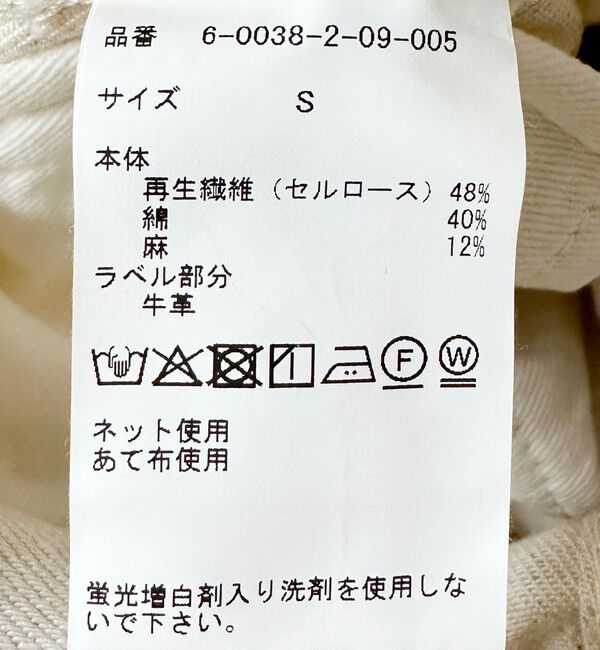 品番 6-0038-2-09-005
サイズ S
本体
再生繊維（セルロース）48%
綿 40%
麻 12%
ラベル部分
牛革
F W
ネット使用
あて布使用
蛍光増白剤入り洗剤を使用しな
いで下さい。